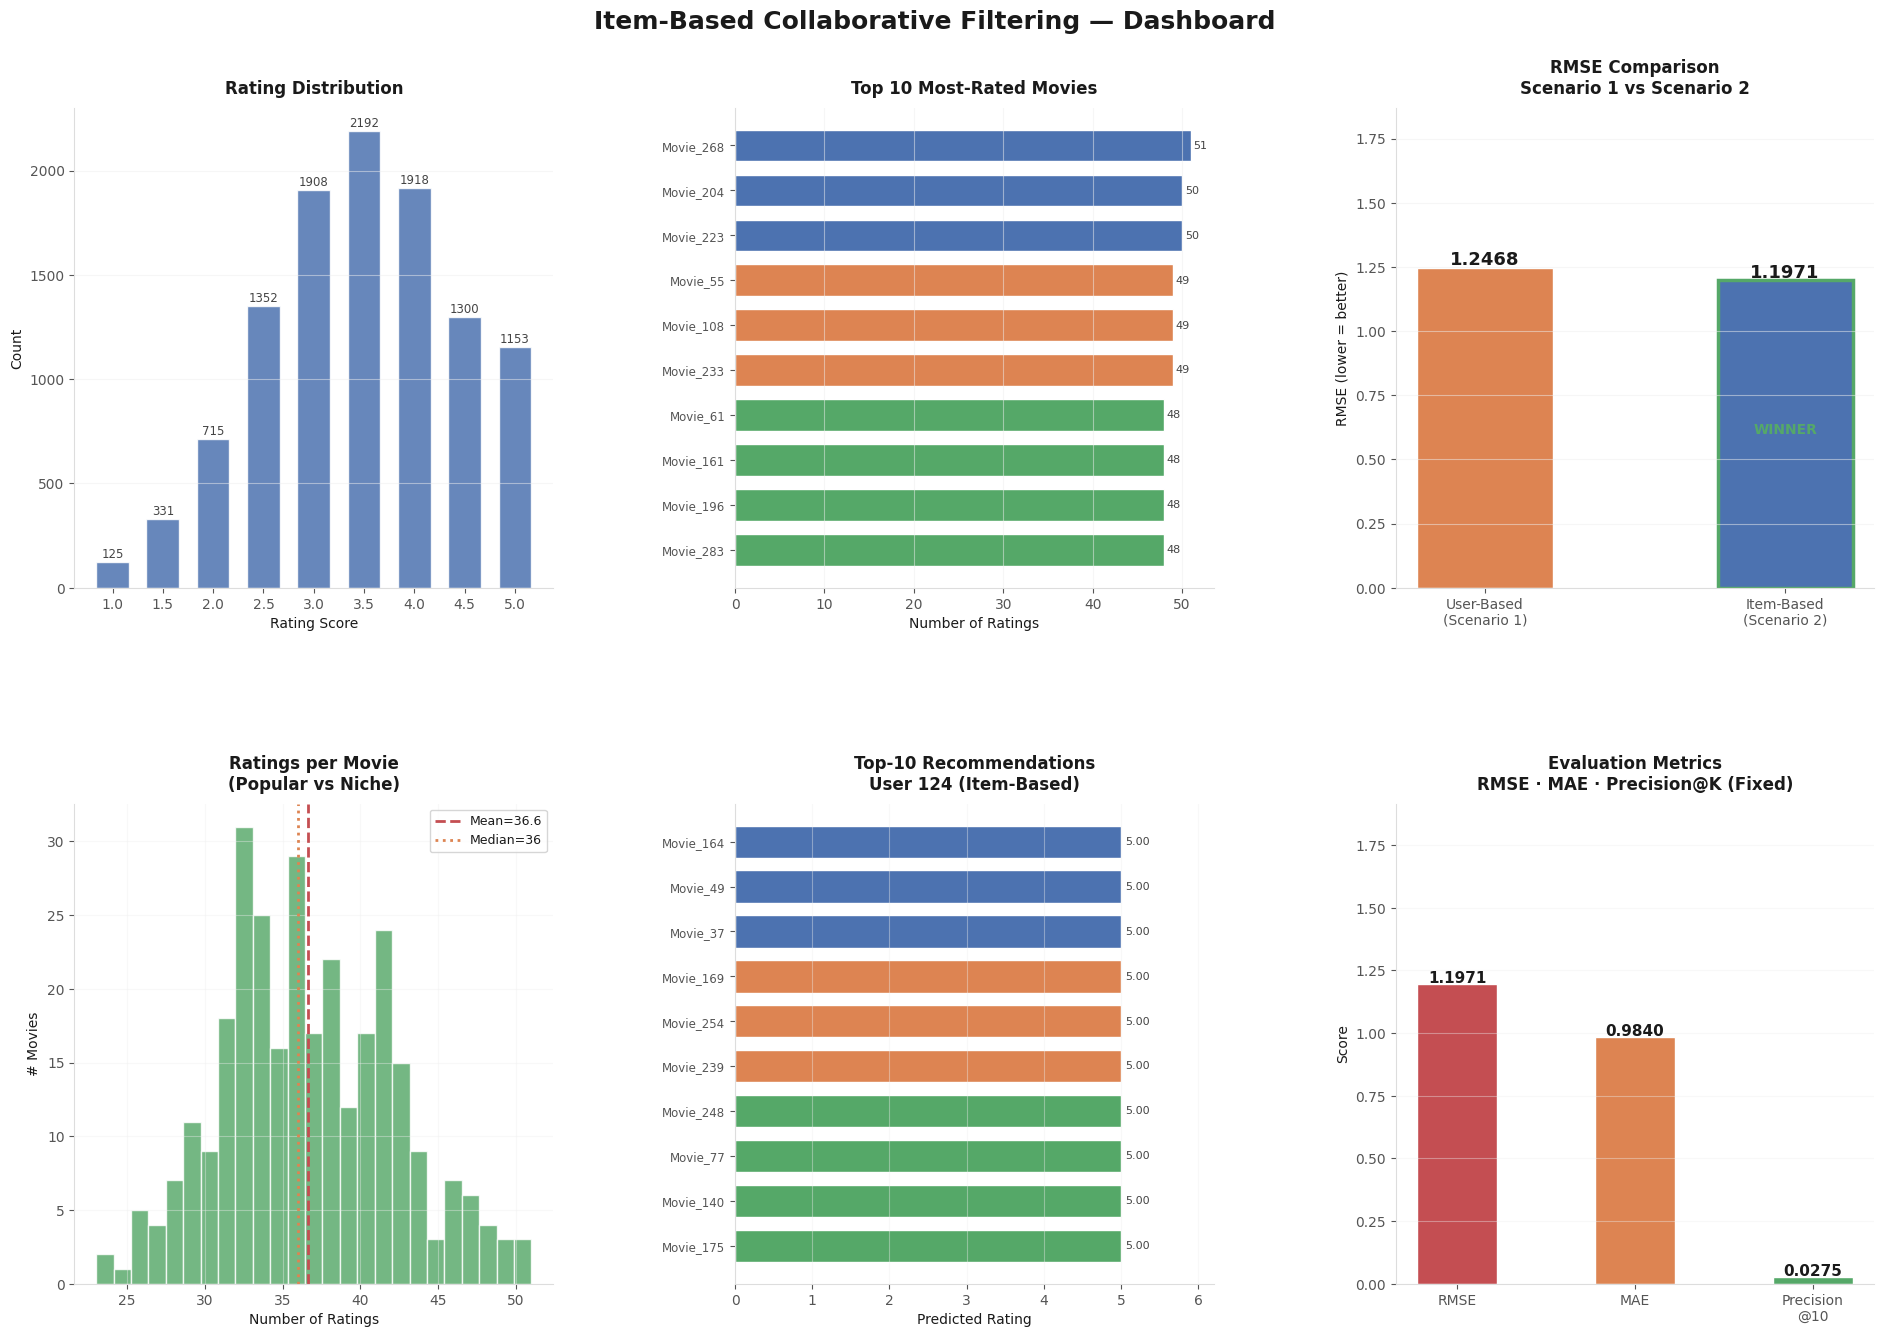 Item-Based Collaborative Filtering — Dashboard
Rating Distribution
Count
2000
1500
1000
500
0
125
331
715
1352
1908
2192
1918
1300
1153
1.0 1.5 2.0 2.5 3.0 3.5 4.0 4.5 5.0
Rating Score
Top 10 Most-Rated Movies
Movie_268 51
Movie_204 50
Movie_223 50
Movie_55 49
Movie_108 49
Movie_233 49
Movie_61 48
Movie_161 48
Movie_196 48
Movie_283 48
0 10 20 30 40 50
Number of Ratings
RMSE Comparison
Scenario 1 vs Scenario 2
RMSE (lower = better)
1.75
1.50
1.25
1.00
0.75
0.50
0.25
0.00
1.2468
1.1971
WINNER
User-Based
(Scenario 1)
Item-Based
(Scenario 2)
Ratings per Movie
(Popular vs Niche)
Mean=36.6
Median=36
# Movies
30
25
20
15
10
5
0
25 30 35 40 45 50
Number of Ratings
Top-10 Recommendations
User 124 (Item-Based)
Movie_164 5.00
Movie_49 5.00
Movie_37 5.00
Movie_169 5.00
Movie_254 5.00
Movie_239 5.00
Movie_248 5.00
Movie_77 5.00
Movie_140 5.00
Movie_175 5.00
0 1 2 3 4 5 6
Predicted Rating
Evaluation Metrics
RMSE · MAE · Precision@K (Fixed)
Score
1.75
1.50
1.25
1.00
0.75
0.50
0.25
0.00
1.1971
0.9840
0.0275
RMSE
MAE
Precision
@10